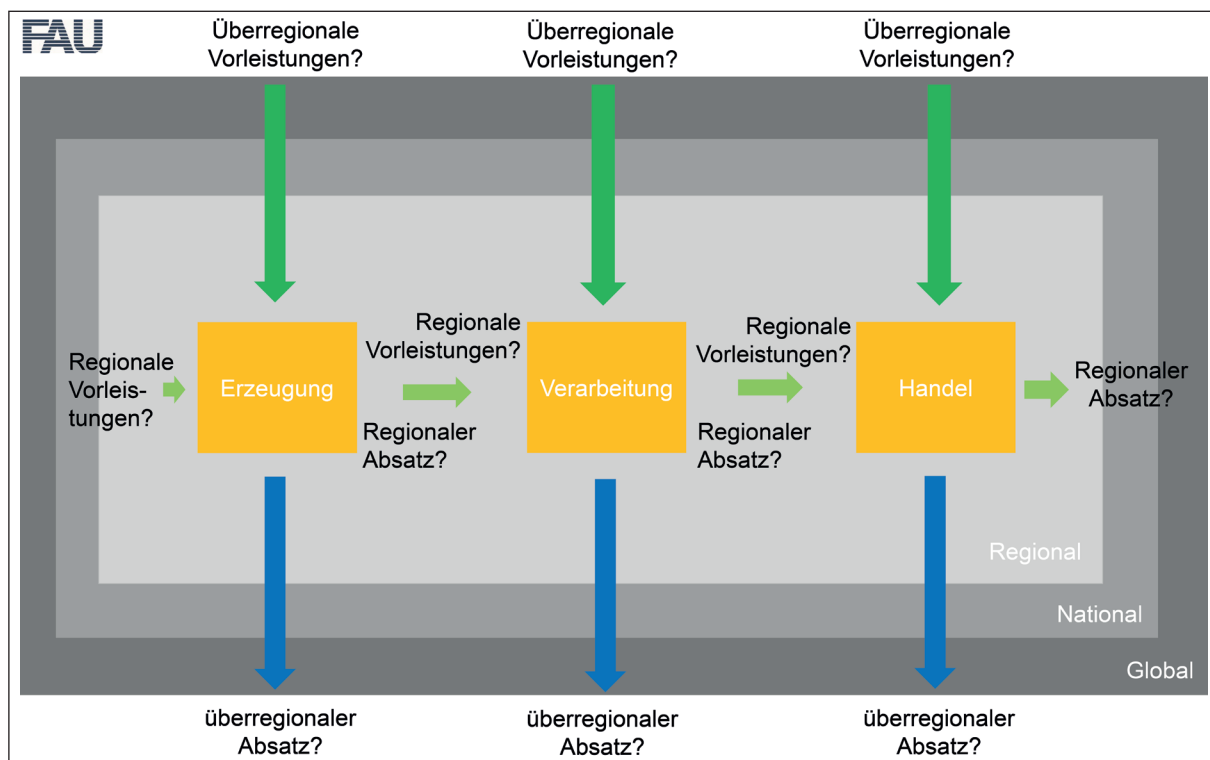 FAU
Überregionale
Vorleistungen?
Überregionale
Vorleistungen?
Überregionale
Vorleistungen?
Regionale
Vorleis-
tungen?
Erzeugung
Regionale
Vorleistungen?
Regionaler
Absatz?
Verarbeitung
Regionale
Vorleistungen?
Regionaler
Absatz?
Handel
Regionaler
Absatz?
Regional
National
Global
überregionaler
Absatz?
überregionaler
Absatz?
überregionaler
Absatz?